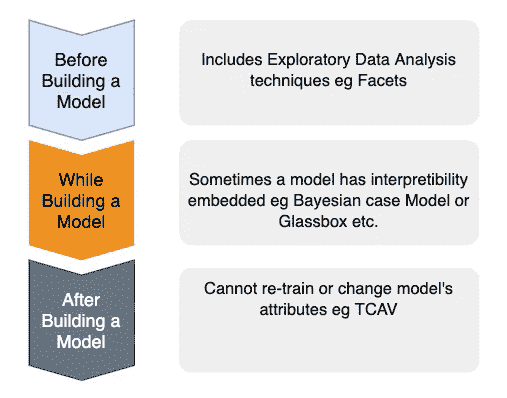 Before
Building a
Model
Includes Exploratory Data Analysis
techniques eg Facets
While
Building a
Model
Sometimes a model has interpretibility
embedded eg Bayesian case Model or
Glassbox etc.
After
Building a
Model
Cannot re-train or change model's
attributes eg TCAV